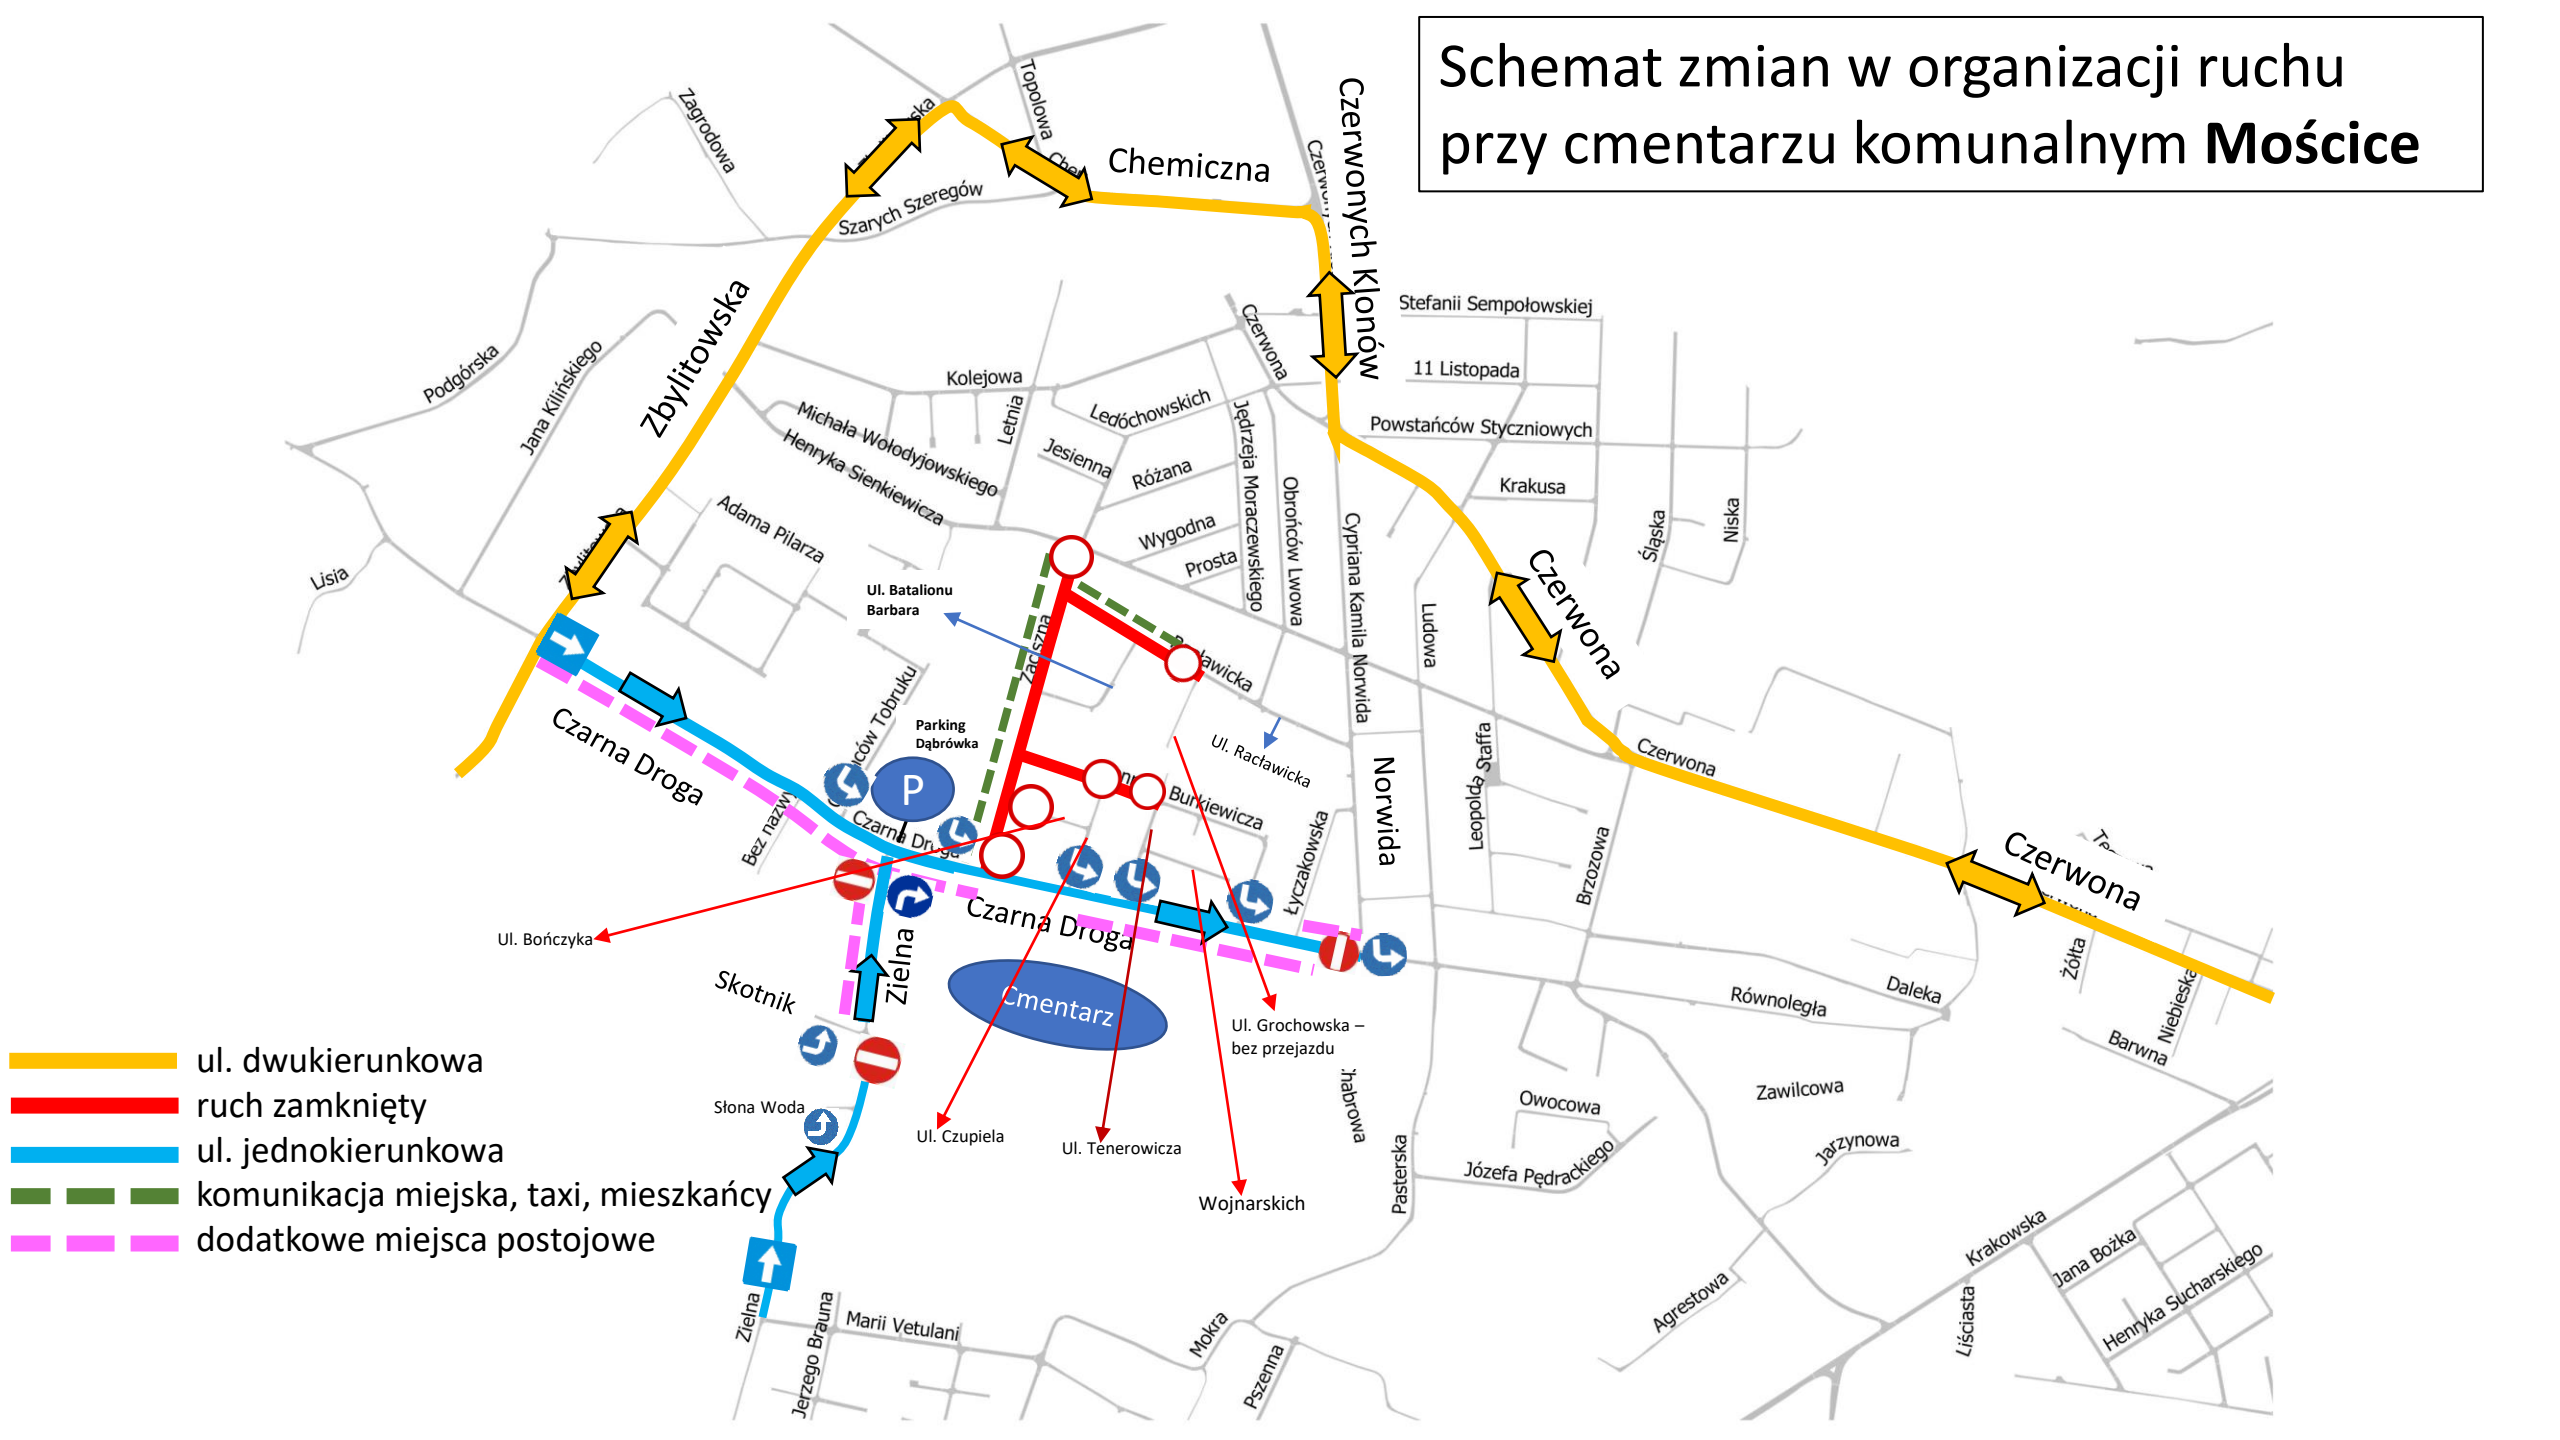 Schemat zmian w organizacji ruchu
przy cmentarzu komunalnym Mościce
Zagrodowa
Topolowa
Chemiczna
Czerwonych Klonów
Szarych Szeregów
Zbylitowska
Stefanii Sempołowskiej
Czerwona
11 Listopada
Podgórska
Jana Kilińskiego
Kolejowa
Letnia
Ledóchowskich
Michała Wołodyjowskiego
Henryka Sienkiewicza
Jesienna
Różana
Jędrzeja Moraczewskiego
Obrońców Lwowa
Powstańców Styczniowych
Krakusa
Śląska
Niska
Adama Pilarza
Wygodna
Prosta
Cypriana Kamila Norwida
Ludowa
Czerwona
Lisia
Ul. Batalionu
Barbara
Zaciszna
Czarna Droga
Parking
Dąbrówka
P
Ul. Racławicka
Norwida
Leopolda Staffa
Czerwona
Bez nazwy
Czarna Droga
Burkiewicza
Łyczakowska
Brzozowa
Czerwona
Ul. Bończyka
Czarna Droga
Zielna
Skotnik
Cmentarz
Żółta
Niebieska
Daleka
Równoległa
Barwna
Ul. Grochowska –
bez przejazdu
Zawilcowa
Owocowa
Słona Woda
Ul. Czupiela
Ul. Tenerowicza
Jarzynowa
Józefa Pędrackiego
Pasterska
Wojnarskich
ul. dwukierunkowa
ruch zamknięty
ul. jednokierunkowa
komunikacja miejska, taxi, mieszkańcy
dodatkowe miejsca postojowe
Krakowska
Jana Bożka
Henryka Sucharskiego
Agrestowa
Liściasta
Zielna
Jerzego Brauna
Marii Vetulani
Mokra
Pszenna